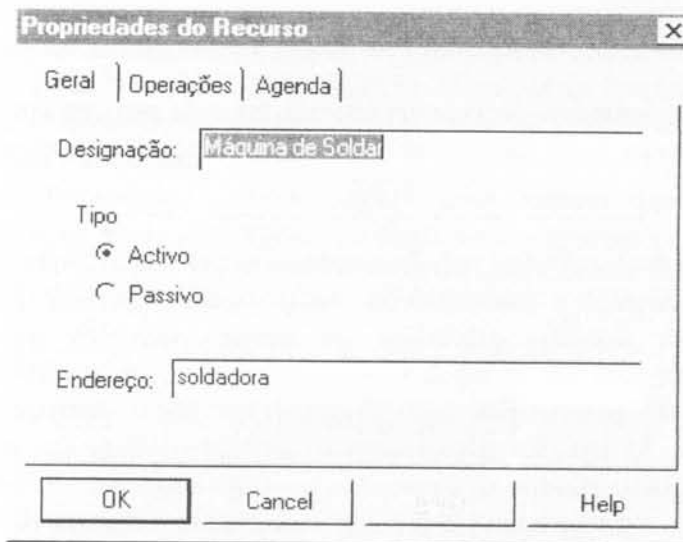 Propriedades do Recurso
Geral Operações Agenda
Designação: Máquina de Soldar
Tipo
Activo
Passivo
Endereço: soldadora
OK Cancel Help